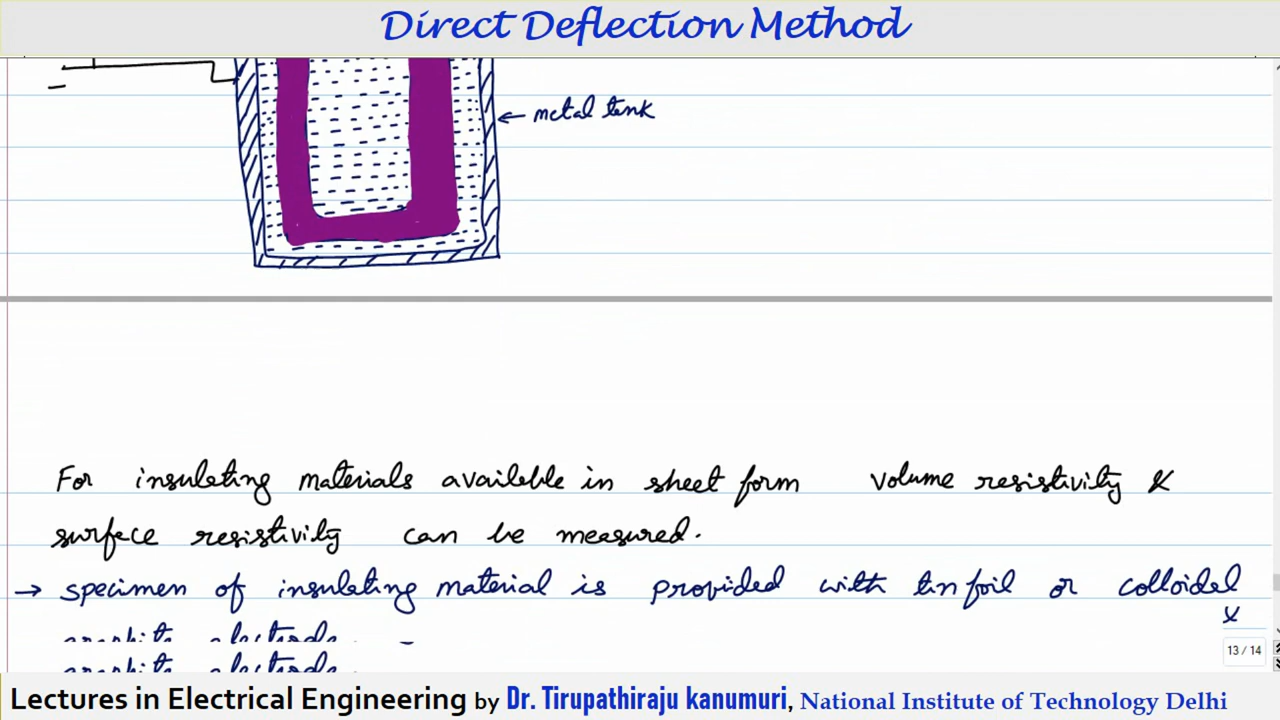 Direct Deflection Method
← metal tank
For insulating materials available in sheet form volume resistivity &
surface resistivity can be measured.
→ specimen of insulating material is provided with tin foil or colloidal
13 / 14
Lectures in Electrical Engineering by Dr. Tirupathiraju kanumuri, National Institute of Technology Delhi